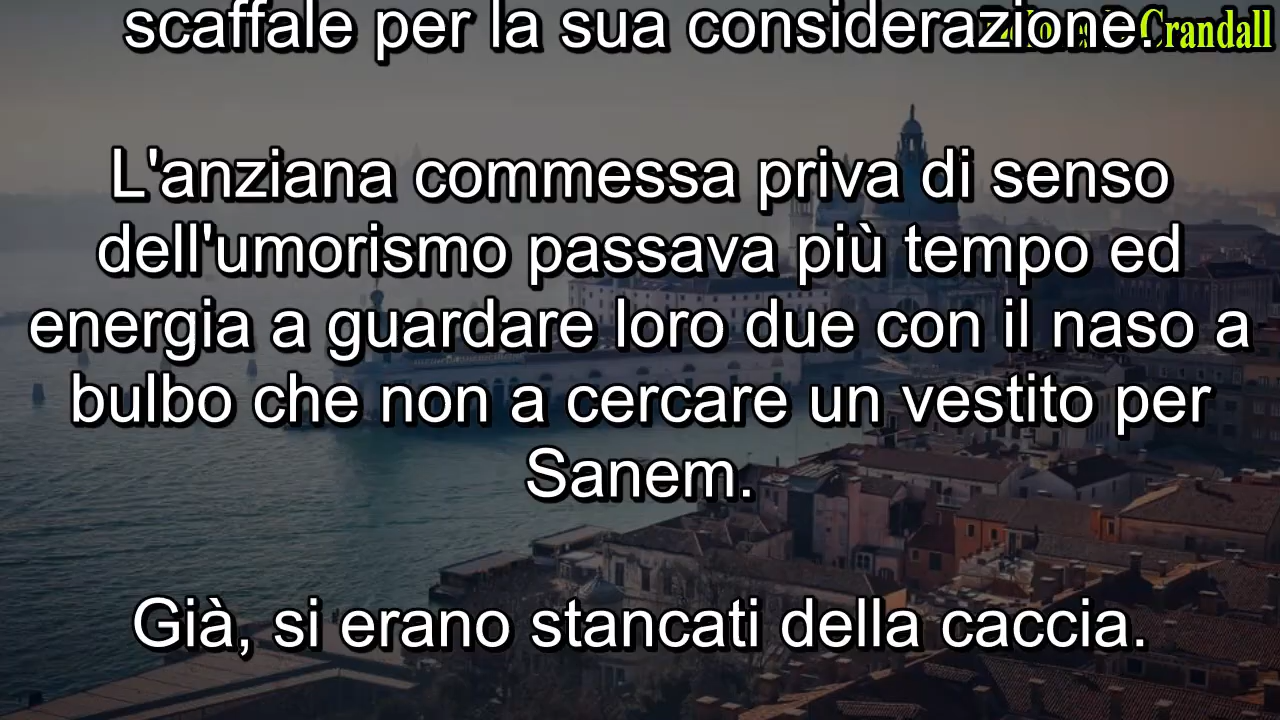 scaffale per la sua considerazione.
Crandall
L'anziana commessa priva di senso
dell'umorismo passava più tempo ed
energia a guardare loro due con il naso a
bulbo che non a cercare un vestito per
Sanem.
Già, si erano stancati della caccia.